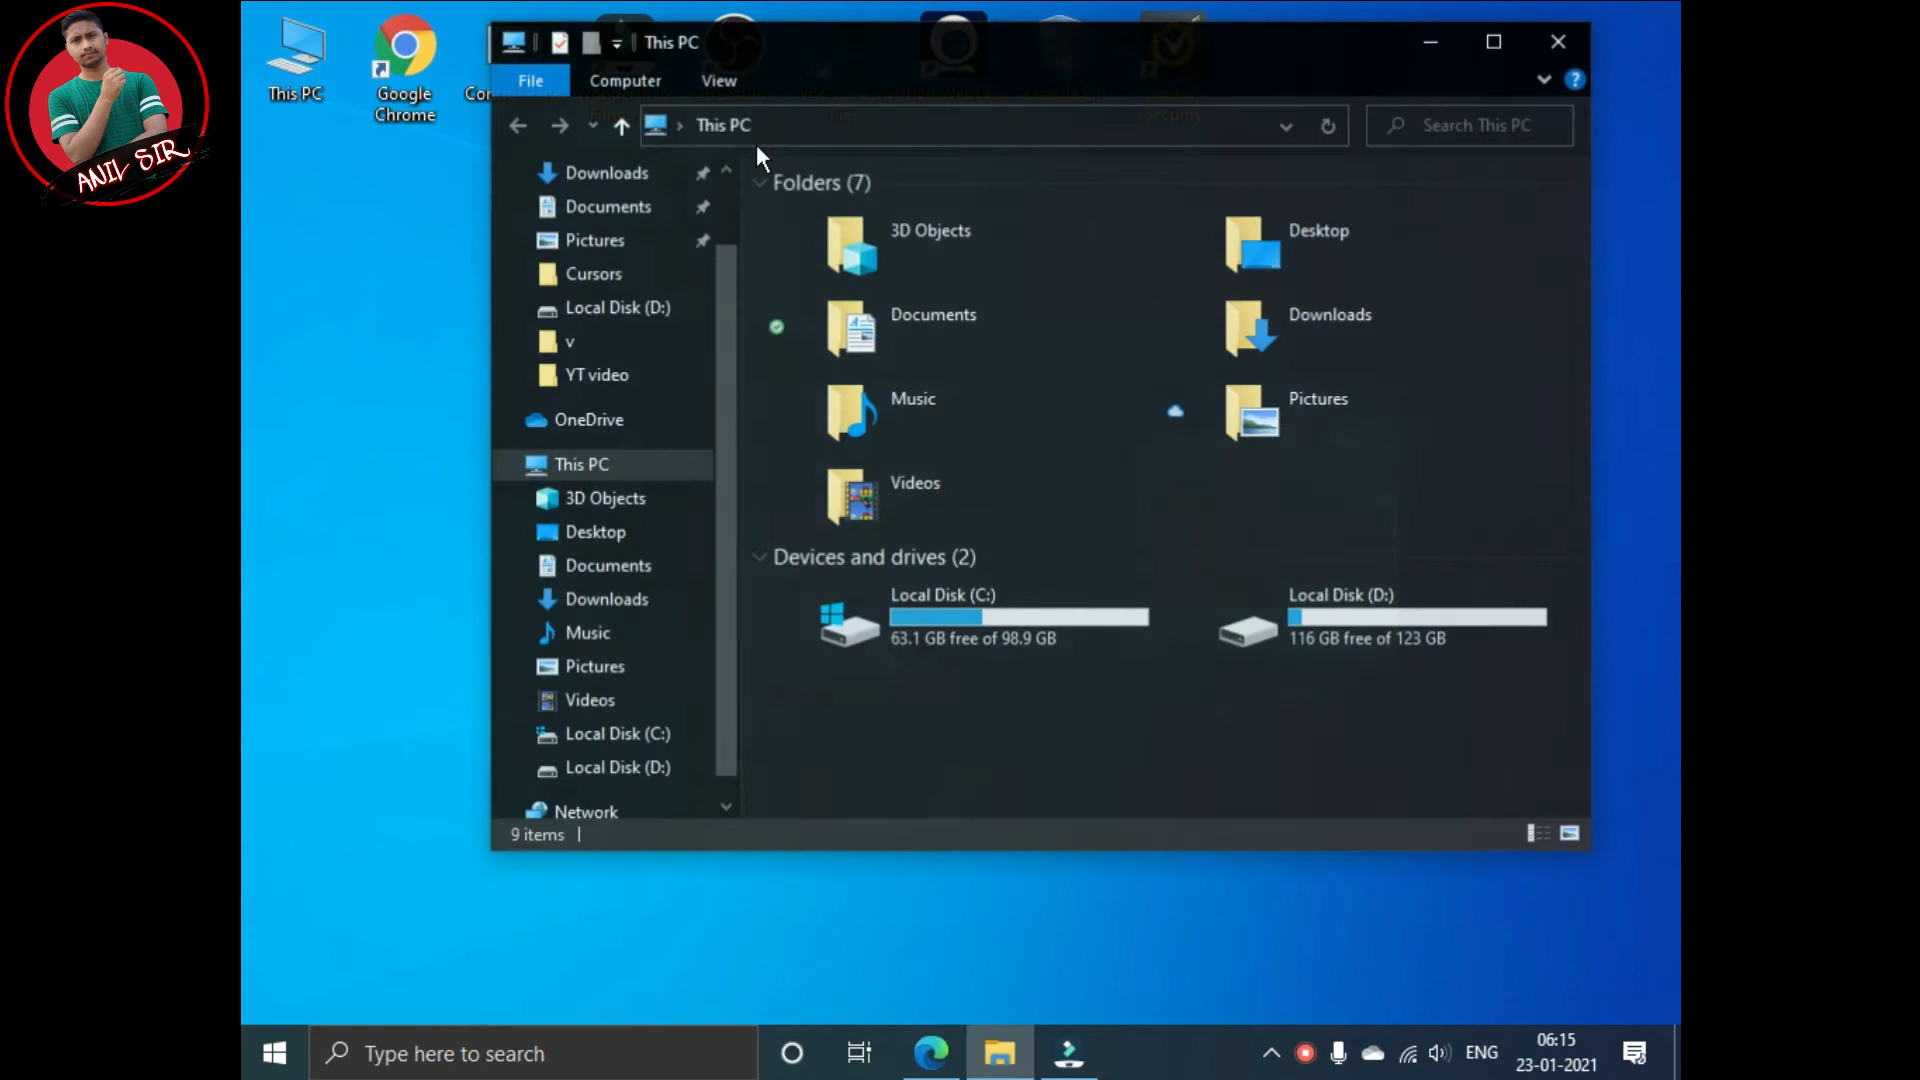 ANIL SIR
This PC
Google
Chrome
This PC
File
Computer
View
This PC
Search This PC
Downloads
Documents
Pictures
Cursors
Local Disk (D:)
v
YT video
OneDrive
This PC
3D Objects
Desktop
Documents
Downloads
Music
Pictures
Videos
Local Disk (C:)
Local Disk (D:)
Network
Folders (7)
3D Objects
Desktop
Documents
Downloads
Music
Pictures
Videos
Devices and drives (2)
Local Disk (C:)
63.1 GB free of 98.9 GB
Local Disk (D:)
116 GB free of 123 GB
9 items
Type here to search
ENG
06:15
23-01-2021